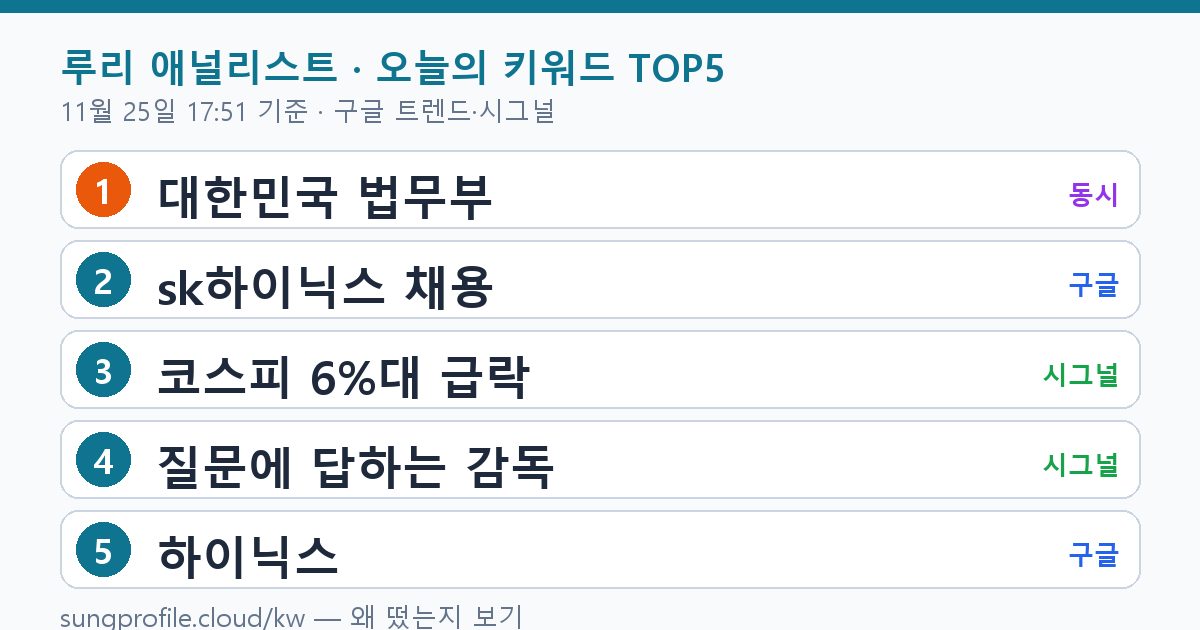 루리 애널리스트 · 오늘의 키워드 TOP5
11월 25일 17:51 기준 · 구글 트렌드·시그널
1 대한민국 법무부 동시
2 sk하이닉스 채용 구글
3 코스피 6%대 급락 시그널
4 질문에 답하는 감독 시그널
5 하이닉스 구글
sungprofile.cloud/kw — 왜 떴는지 보기